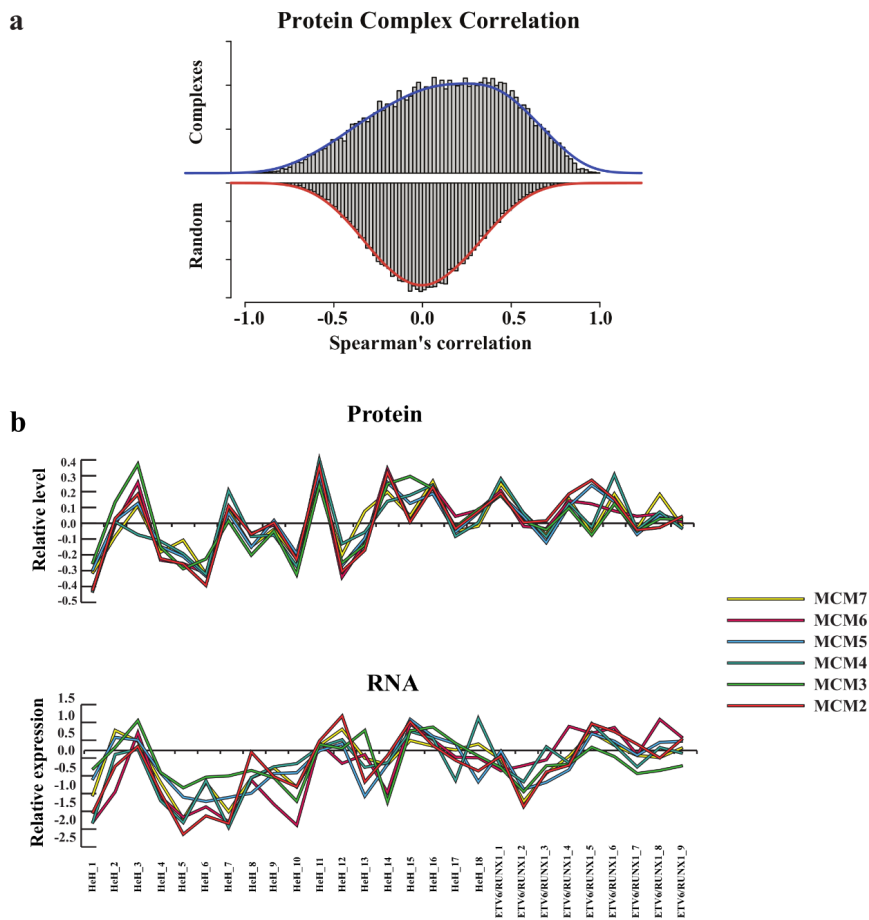 a
Protein Complex Correlation
Complexes
Random
-1.0 -0.5 0.0 0.5 1.0
Spearman's correlation
b
Protein
Relative level
0.4
0.3
0.2
0.1
0.0
-0.1
-0.2
-0.3
-0.4
-0.5
MCM7
MCM6
MCM5
MCM4
MCM3
MCM2
RNA
Relative expression
1.5
1.0
0.5
0.0
-0.5
-1.0
-1.5
2.0
-2.5
HeH_1
HeH_2
HeH_3
HeH_4
HeH_5
HeH_6
HeH_7
HeH_8
HeH_9
HeH_10
HeH_11
HeH_12
HeH_13
HeH_14
HeH_15
HeH_16
HeH_17
HeH_18
ETV6/RUNX1_1
ETV6/RUNX1_2
ETV6/RUNX1_3
ETV6/RUNX1_4
ETV6/RUNX1_5
ETV6/RUNX1_6
ETV6/RUNX1_7
ETV6/RUNX1_8
ETV6/RUNX1_9